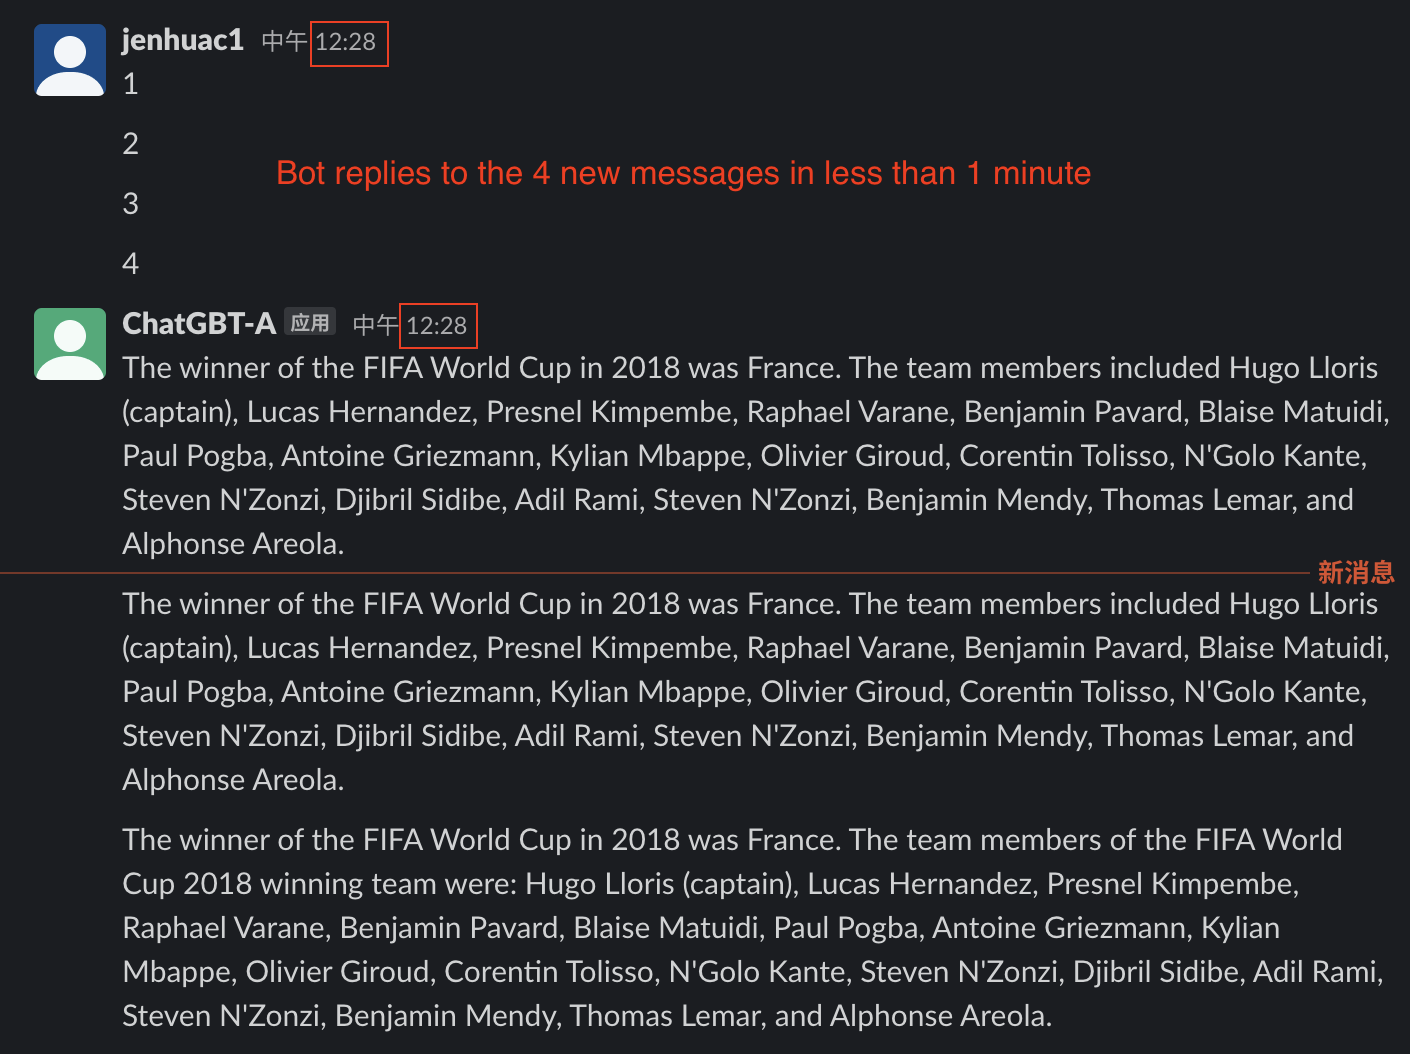 jenhuac1 中午 12:28
1
2
Bot replies to the 4 new messages in less than 1 minute
3
4
ChatGBT-A 应用 中午 12:28
The winner of the FIFA World Cup in 2018 was France. The team members included Hugo Lloris
(captain), Lucas Hernandez, Presnel Kimpembe, Raphael Varane, Benjamin Pavard, Blaise Matuidi,
Paul Pogba, Antoine Griezmann, Kylian Mbappe, Olivier Giroud, Corentin Tolisso, N'Golo Kante,
Steven N'Zonzi, Djibril Sidibe, Adil Rami, Steven N'Zonzi, Benjamin Mendy, Thomas Lemar, and
Alphonse Areola.
新消息
The winner of the FIFA World Cup in 2018 was France. The team members included Hugo Lloris
(captain), Lucas Hernandez, Presnel Kimpembe, Raphael Varane, Benjamin Pavard, Blaise Matuidi,
Paul Pogba, Antoine Griezmann, Kylian Mbappe, Olivier Giroud, Corentin Tolisso, N'Golo Kante,
Steven N'Zonzi, Djibril Sidibe, Adil Rami, Steven N'Zonzi, Benjamin Mendy, Thomas Lemar, and
Alphonse Areola.
The winner of the FIFA World Cup in 2018 was France. The team members of the FIFA World
Cup 2018 winning team were: Hugo Lloris (captain), Lucas Hernandez, Presnel Kimpembe,
Raphael Varane, Benjamin Pavard, Blaise Matuidi, Paul Pogba, Antoine Griezmann, Kylian
Mbappe, Olivier Giroud, Corentin Tolisso, N'Golo Kante, Steven N'Zonzi, Djibril Sidibe, Adil Rami,
Steven N'Zonzi, Benjamin Mendy, Thomas Lemar, and Alphonse Areola.